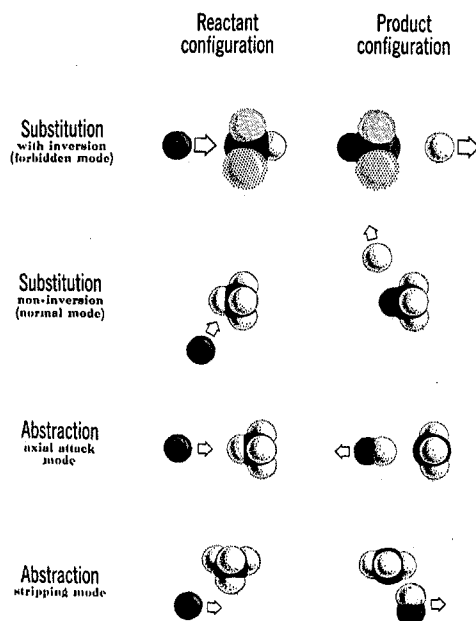 Reactant
configuration
Product
configuration
Substitution
with inversion
(forbidden mode)
Substitution
non-inversion
(normal mode)
Abstraction
axial attack
mode
Abstraction
stripping mode